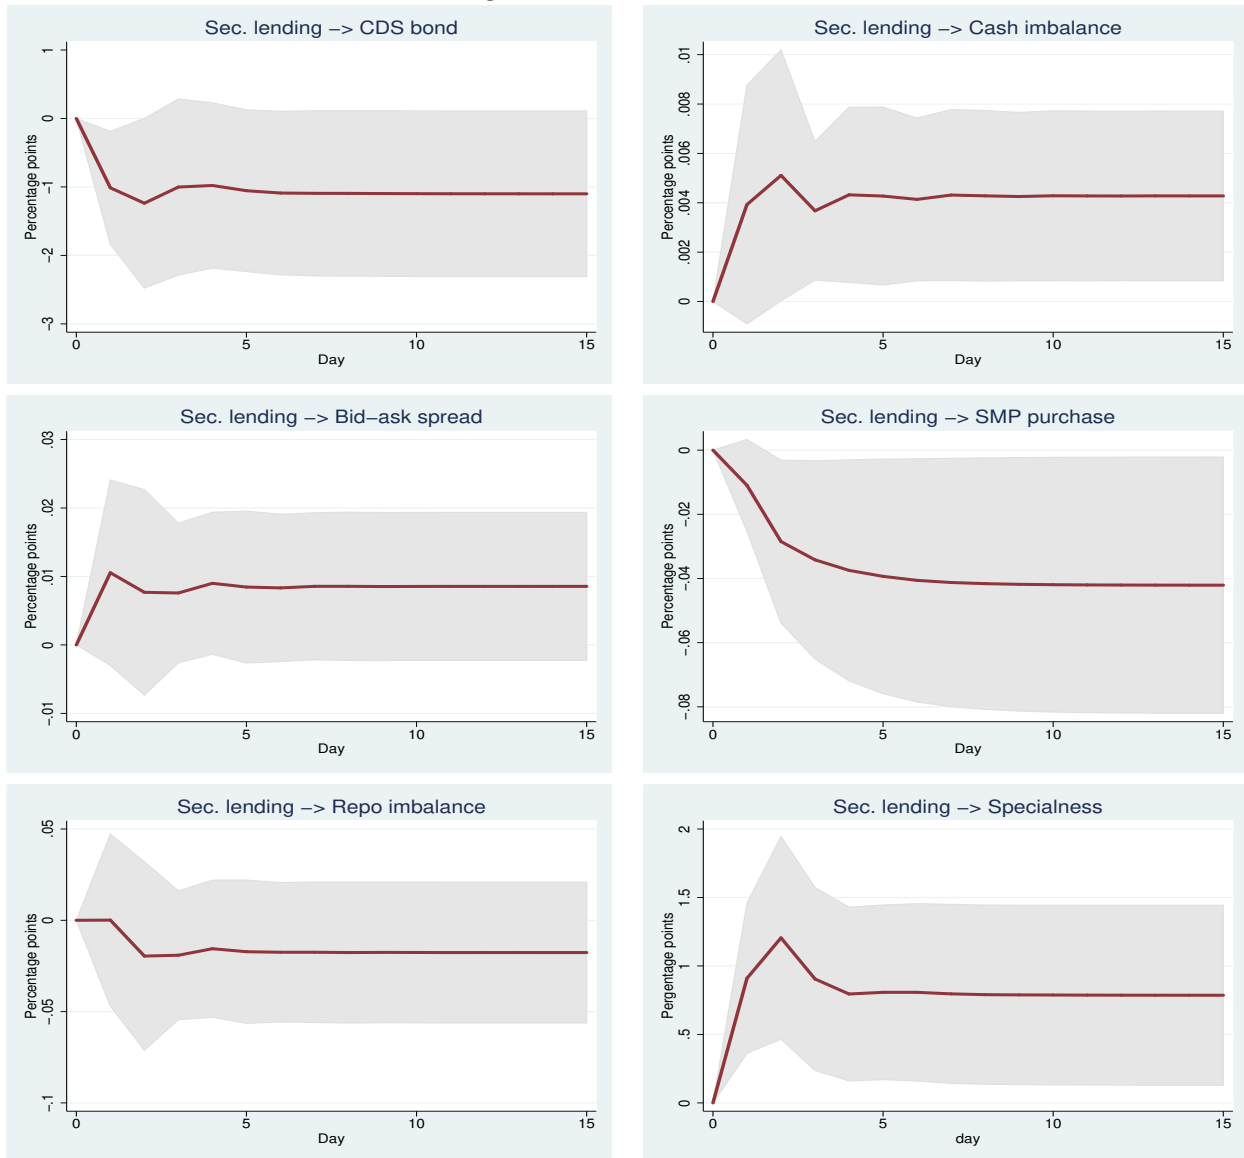 Sec. lending −> CDS bond
Percentage points
1
0
−1
−2
−3
0 5 10 15
Day
Sec. lending −> Cash imbalance
Percentage points
.01
.008
.006
.004
.002
0
0 5 10 15
Day
Sec. lending −> Bid−ask spread
Percentage points
.03
.02
.01
0
−.01
0 5 10 15
Day
Sec. lending −> SMP purchase
Percentage points
0
−.02
−.04
−.06
−.08
0 5 10 15
Day
Sec. lending −> Repo imbalance
Percentage points
.05
0
−.05
−.1
0 5 10 15
Day
Sec. lending −> Specialness
Pergentage points
2
1.5
1
.5
0
0 5 10 15
day